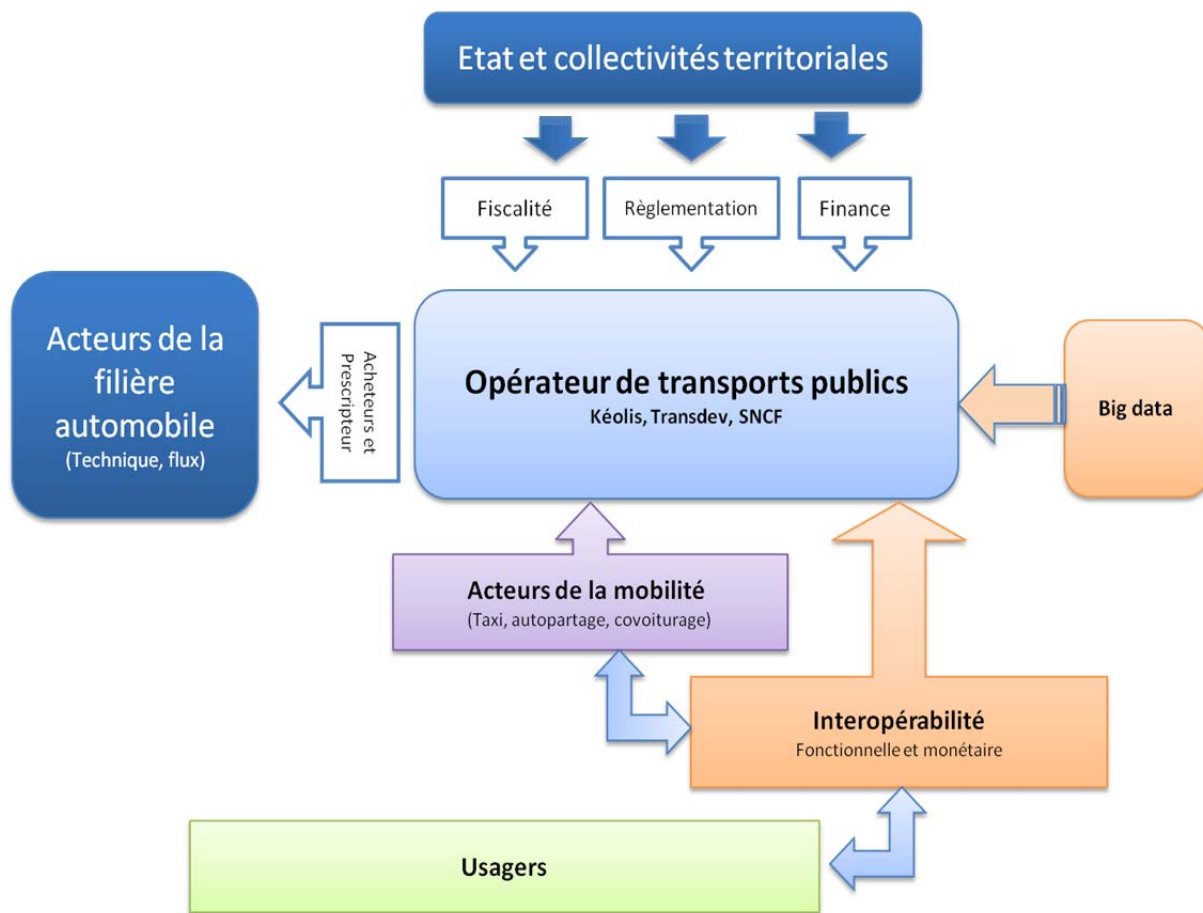 Etat et collectivités territoriales
Fiscalité
Règlementation
Finance
Acteurs de la
filière
automobile
(Technique, flux)
Acheteurs et
Prescripteur
Opérateur de transports publics
Kéolis, Transdev, SNCF
Big data
Acteurs de la mobilité
(Taxi, autopartage, covoiturage)
Interopérabilité
Fonctionnelle et monétaire
Usagers